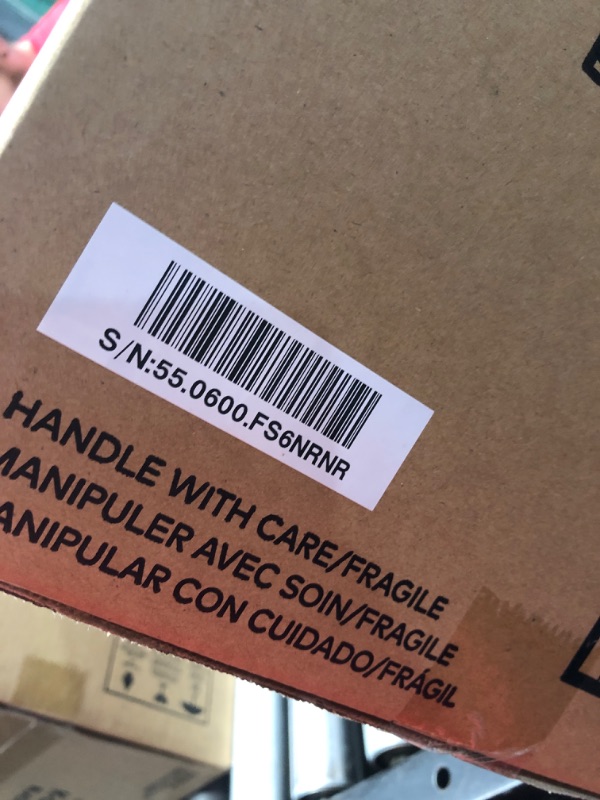 S/N:55.0600.FS6NRNR
HANDLE WITH CARE/FRAGILE
MANIPULER AVEC SOIN/FRAGILE
MANIPULAR CON CUIDADO/FRÁGIL